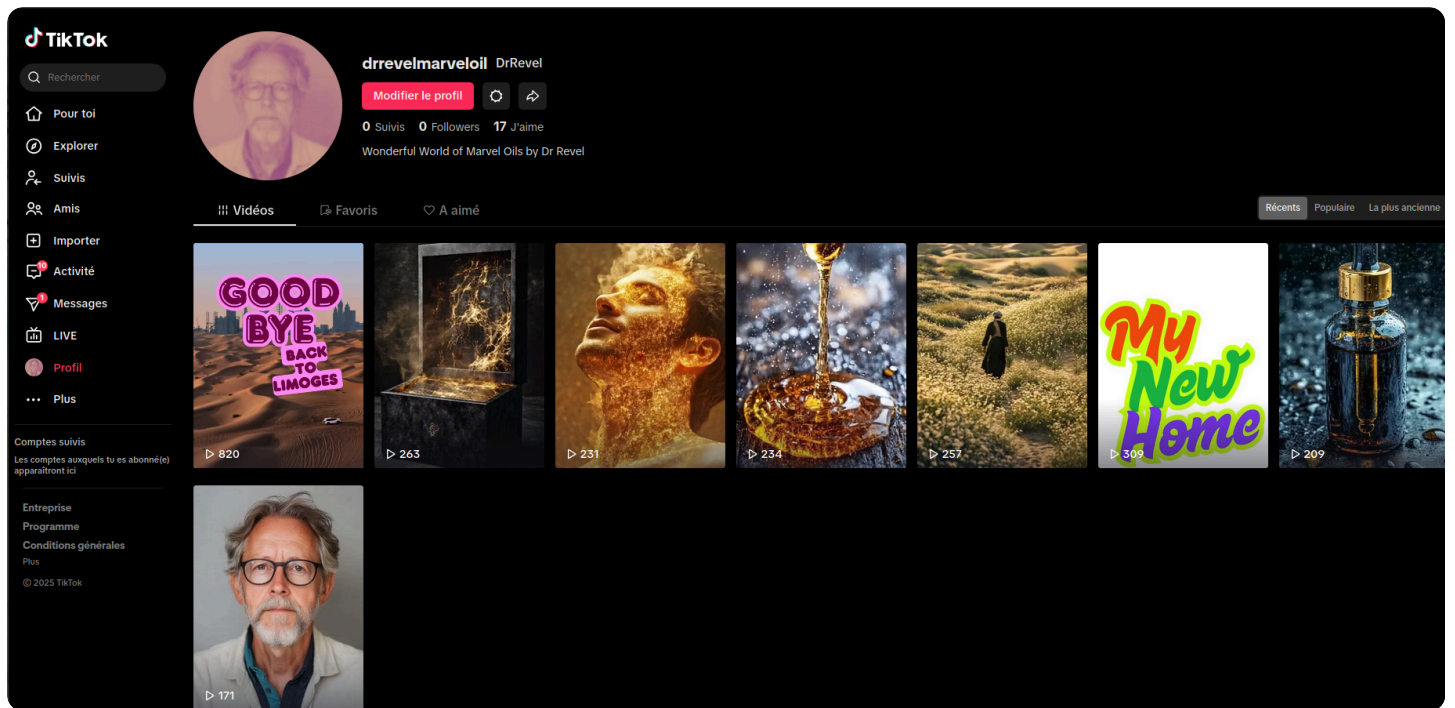 TikTok
Rechercher
Pour toi
Explorer
Suivis
Amis
Importer
10
Activité
1
Messages
LIVE
Profil
Plus
Comptes suivis
Les comptes auxquels tu es abonné(e)
apparaîtront ici
Entreprise
Programme
Conditions générales
Plus
© 2025 TikTok
drrevelmarveloil DrRevel
Modifier le profil
0 Suivis 0 Followers 17 J'aime
Wonderful World of Marvel Oils by Dr Revel
Vidéos Favoris A aimé
Récents Populaire La plus ancienne
GOOD
BYE
BACK
TO
LIMOGES
820
263
231
234
257
My
New
Home
309
209
171